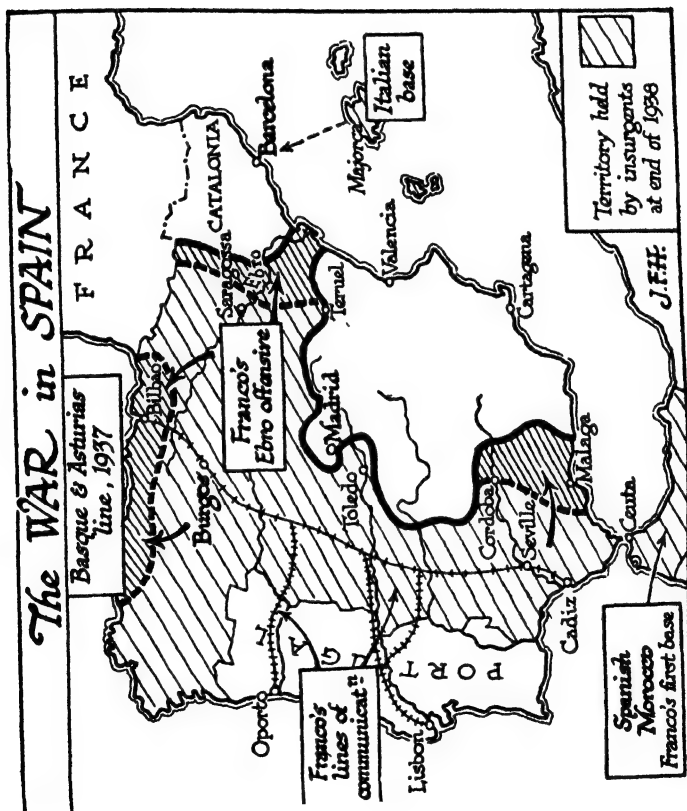 The WAR in SPAIN
Basque & Asturias
line, 1937
FRANCE
Bilbao
Burgos
Saragossa
CATALONIA
Ebro
Barcelona
Franco's
Ebro offensive
Majorca
Italian
base
Oporto
Madrid
Teruel
Toledo
Valencia
PORTUGAL
Franco's
lines of
communicatⁿ
Lisbon
Cordoba
Cartagena
Seville
Malaga
Cadiz
Ceuta
Spanish
Morocco
Franco's first base
Territory held
by insurgents
at end of 1938
J.F.H.